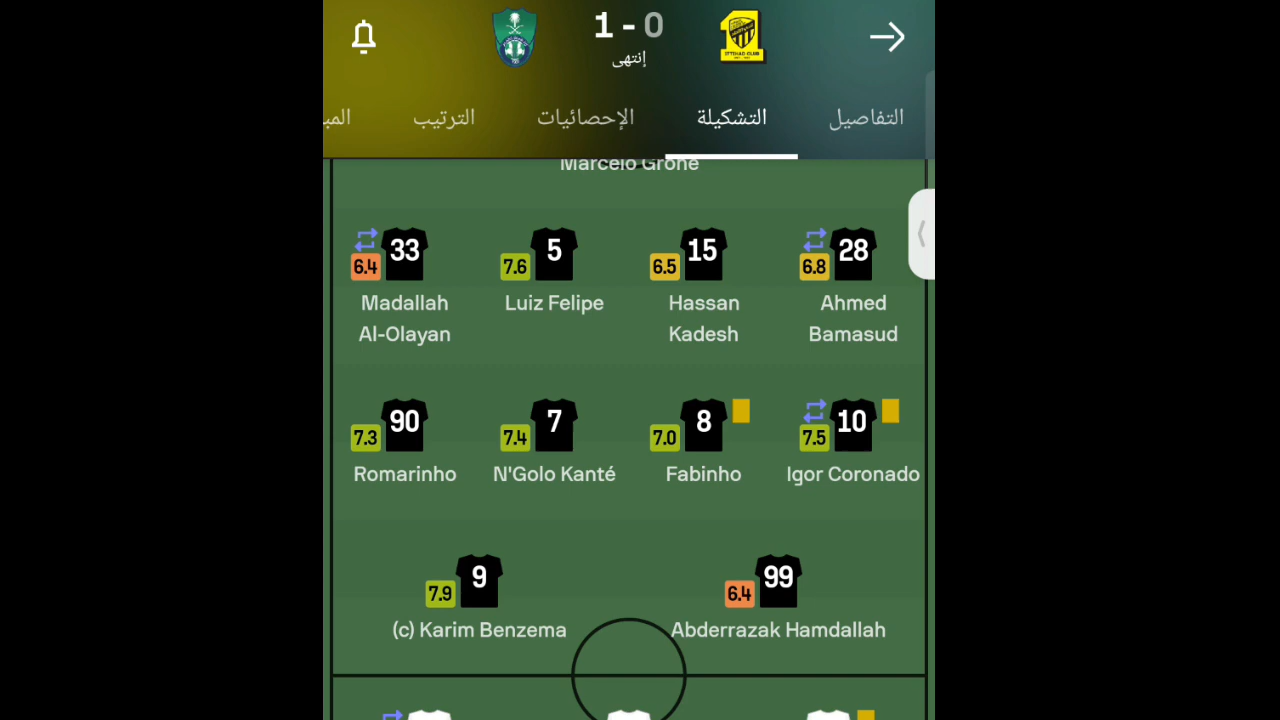 1 - 0
إنتهى
ITTIHAD CLUB
التفاصيل التشكيلة الإحصائيات الترتيب المب
Marcelo Grohe
33 5 15 28
6.4 7.6 6.5 6.8
Madallah Al-Olayan
Luiz Felipe
Hassan Kadesh
Ahmed Bamasud
90 7 8 10
7.3 7.4 7.0 7.5
Romarinho N'Golo Kanté Fabinho Igor Coronado
9 99
7.9 6.4
(c) Karim Benzema Abderrazak Hamdallah